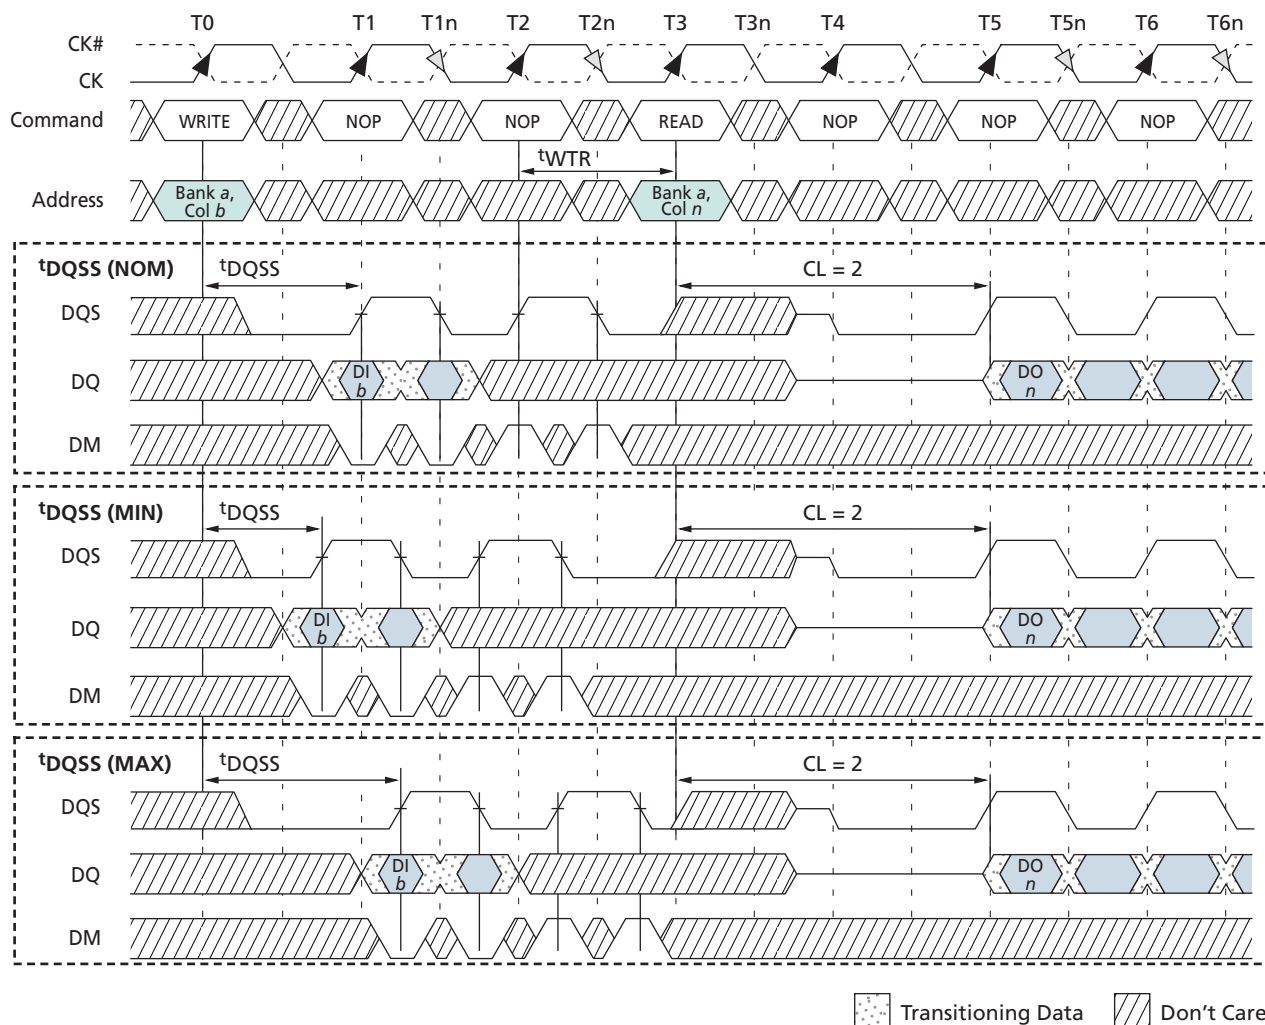 T0 T1 T1n T2 T2n T3 T3n T4 T5 T5n T6 T6n
CK#
CK
Command WRITE NOP NOP READ NOP NOP NOP
tWTR
Address Bank a, Col b Bank a, Col n
tDQSS (NOM) tDQSS CL = 2
DQS
DQ DI b DO n
DM
tDQSS (MIN) tDQSS CL = 2
DQS
DQ DI b DO n
DM
tDQSS (MAX) tDQSS CL = 2
DQS
DQ DI b DO n
DM
Transitioning Data Don't Care